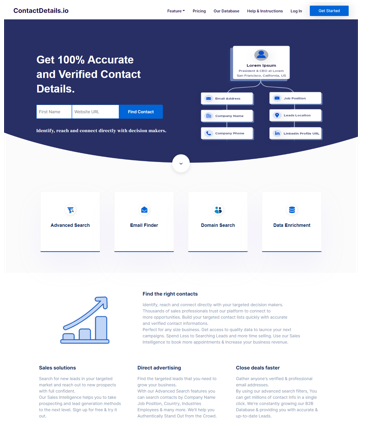 ContactDetails.io
Feature
Pricing
Our Database
Help & Instructions
Log In
Get Started
Get 100% Accurate
and Verified Contact
Details.
First Name
Website URL
Find Contact
Identify, reach and connect directly with decision makers.
Lorem Ipsum
President & CEO at Lorem
San Francisco, California, US
Email Address
Job Position
Company Name
Leads Location
Company Phone
LinkedIn Profile URL
Advanced Search
Email Finder
Domain Search
Data Enrichment
Find the right contacts
Identify, reach and connect directly with your targeted decision makers.
Thousands of sales professionals trust our platform to connect to
more opportunities. Build your targeted contact lists quickly with accurate
and verified contact informations.
Perfect for any size business. Get access to quality data to launce your next
campaigns. Spend Less to Searching Leads and more time selling. Use our Sales
Intelligence to book more appointments & increase your business revenue.
Sales solutions
Search for new leads in your targeted
market and reach out to new prospects
with full confident.
Our Sales Intelligence helps you to take
prospecting and lead generation methods
to the next level. Sign up for free & try it
out.
Direct advertising
Find the targeted leads that you need to
grow your business.
With our Advanced Search features you
can search contacts by Company Name
Job Position, Country, Industries
Employees & many more. We'll help you
Authentically Stand Out from the Crowd.
Close deals faster
Gather anyone's verified & professional
email addresses.
By using our advanced search filters, You
can get millions of contact info in a single
click. We're constantly growing our B2B
Database & providing you with accurate &
up-to-date Leads.